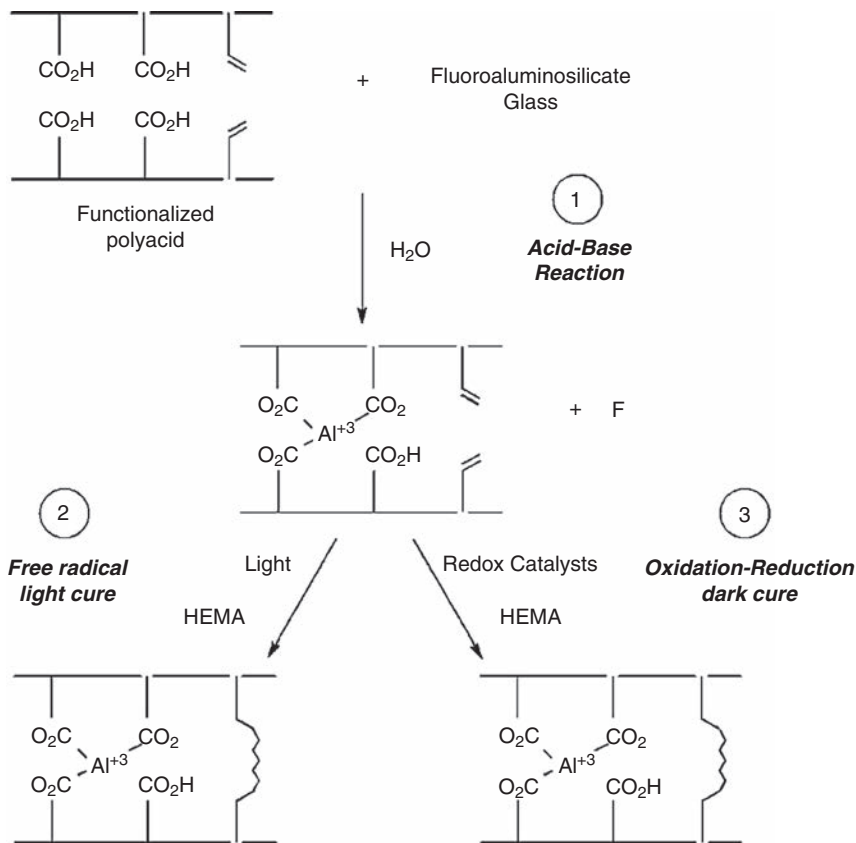 CO₂H CO₂H
+ Fluoroaluminosilicate
Glass
CO₂H CO₂H
Functionalized
polyacid
1
Acid-Base
Reaction
H₂O
O₂C CO₂
Al⁺³
O₂C CO₂H
+ F
2
Free radical
light cure
Light
HEMA
3
Oxidation-Reduction
dark cure
Redox Catalysts
HEMA
O₂C CO₂
Al⁺³
O₂C CO₂H
O₂C CO₂
Al⁺³
O₂C CO₂H